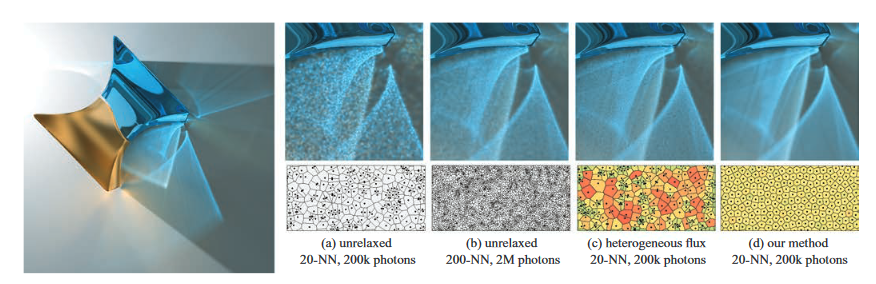 (a) unrelaxed
20-NN, 200k photons
(b) unrelaxed
200-NN, 2M photons
(c) heterogeneous flux
20-NN, 200k photons
(d) our method
20-NN, 200k photons